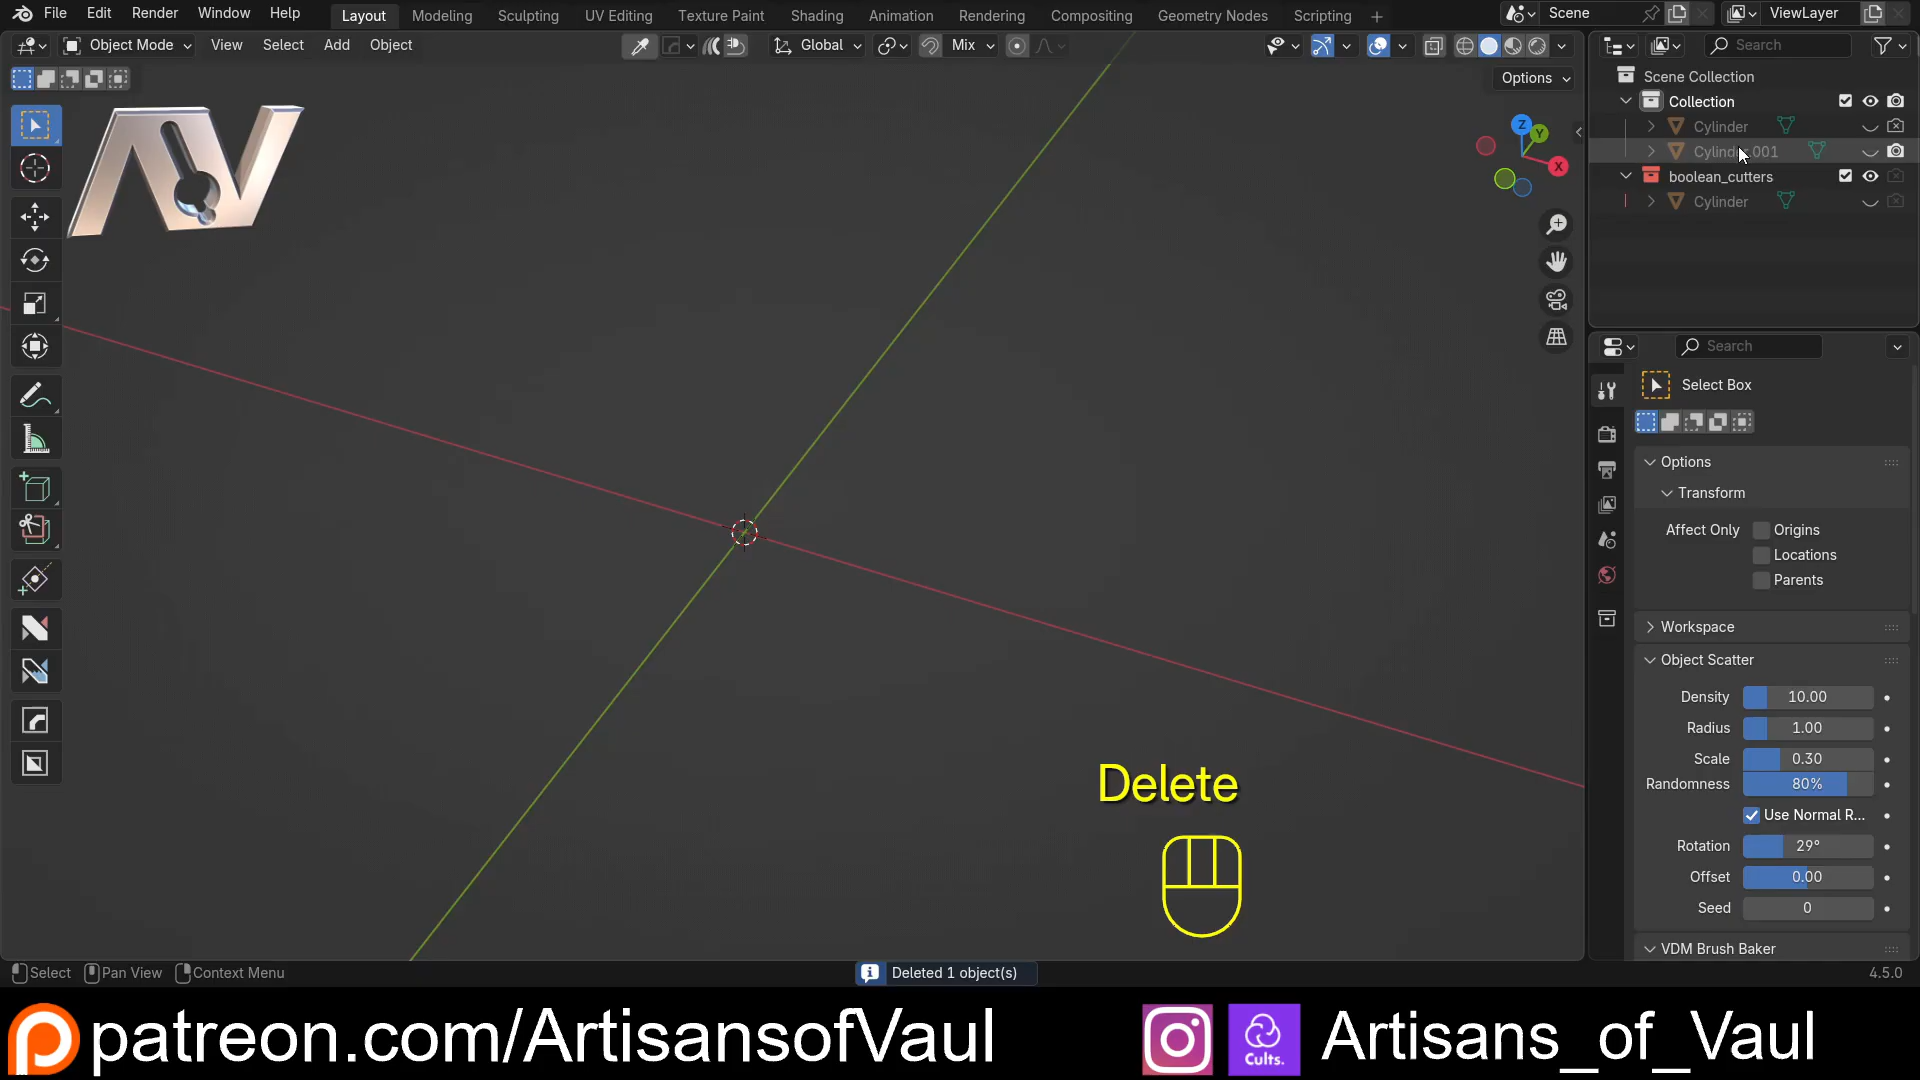 File Edit Render Window Help Layout Modeling Sculpting UV Editing Texture Paint Shading Animation Rendering Compositing Geometry Nodes Scripting + Scene ViewLayer
Object Mode View Select Add Object Global Mix Search
Options
Scene Collection
Collection
Cylinder
Cylinder.001
boolean_cutters
Cylinder
AV
Z
Y
X
Search
Select Box
Options
Transform
Affect Only Origins
Locations
Parents
Workspace
Object Scatter
Density 10.00
Radius 1.00
Scale 0.30
Randomness 80%
Use Normal R...
Rotation 29°
Offset 0.00
Seed 0
VDM Brush Baker
Delete
Select Pan View Context Menu Deleted 1 object(s) 4.5.0
patreon.com/ArtisansofVaul Cults. Artisans_of_Vaul